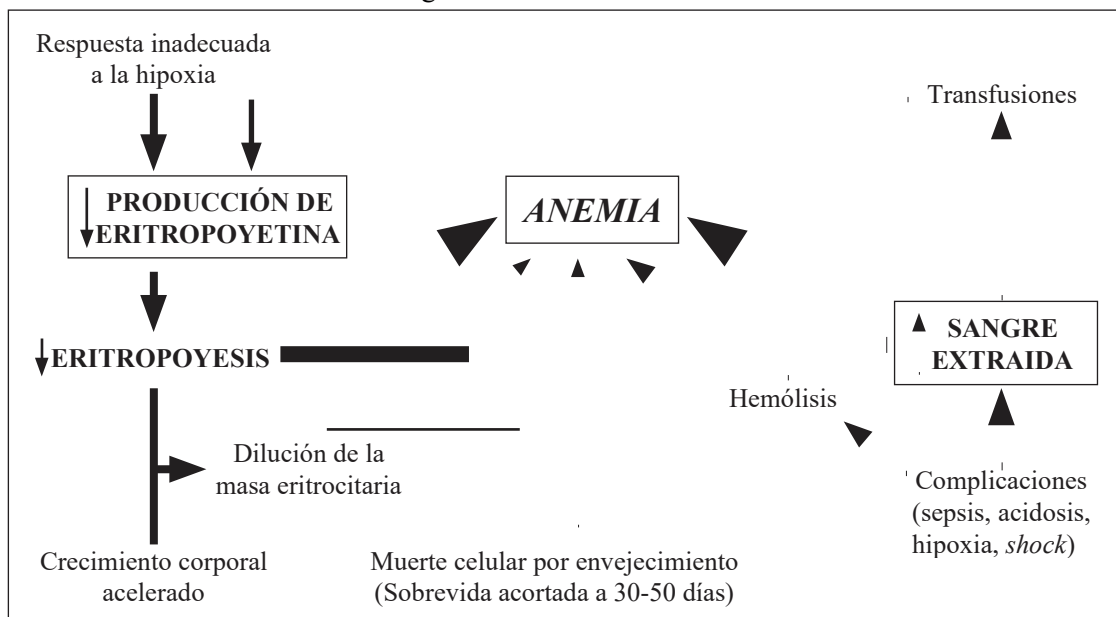 Respuesta inadecuada
a la hipoxia
Transfusiones
PRODUCCIÓN DE
ERITROPOYETINA
ANEMIA
ERITROPOYESIS
SANGRE
EXTRAIDA
Hemólisis
Dilución de la
masa eritrocitaria
Complicaciones
(sepsis, acidosis,
hipoxia, shock)
Crecimiento corporal
acelerado
Muerte celular por envejecimiento
(Sobrevida acortada a 30-50 días)